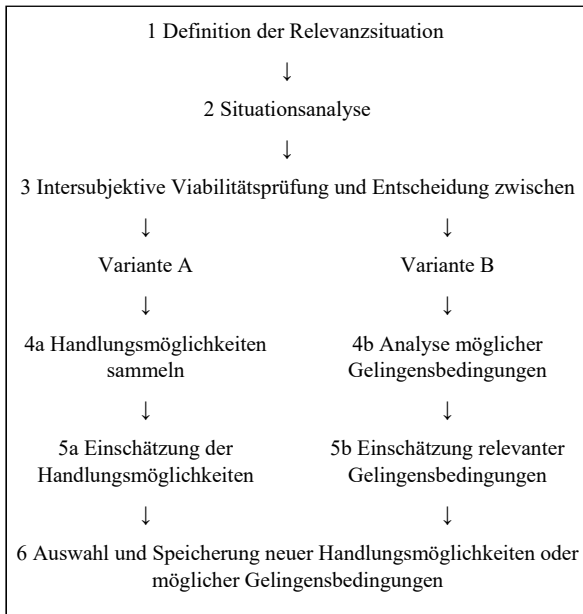 1 Definition der Relevanzsituation
↓
2 Situationsanalyse
↓
3 Intersubjektive Viabilitätsprüfung und Entscheidung zwischen
↓ ↓
Variante A Variante B
↓ ↓
4a Handlungsmöglichkeiten 4b Analyse möglicher
sammeln Gelingensbedingungen
↓ ↓
5a Einschätzung der 5b Einschätzung relevanter
Handlungsmöglichkeiten Gelingensbedingungen
↓ ↓
6 Auswahl und Speicherung neuer Handlungsmöglichkeiten oder
möglicher Gelingensbedingungen